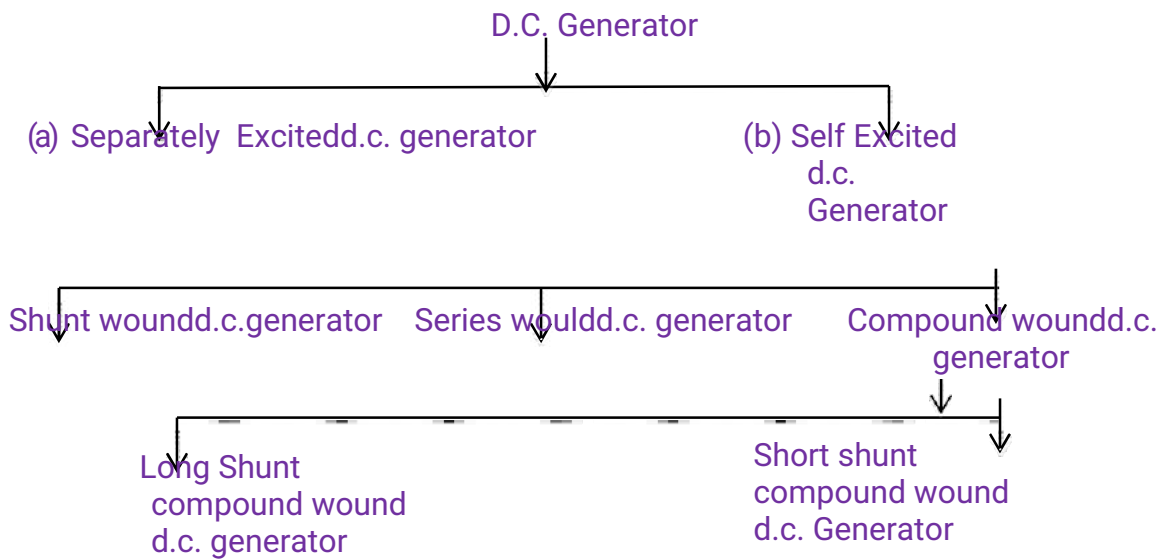 D.C. Generator
(a) Separately Excitedd.c. generator
(b) Self Excited
d.c.
Generator
Shunt woundd.c.generator
Series wouldd.c. generator
Compound woundd.c.
generator
Long Shunt
compound wound
d.c. generator
Short shunt
compound wound
d.c. Generator